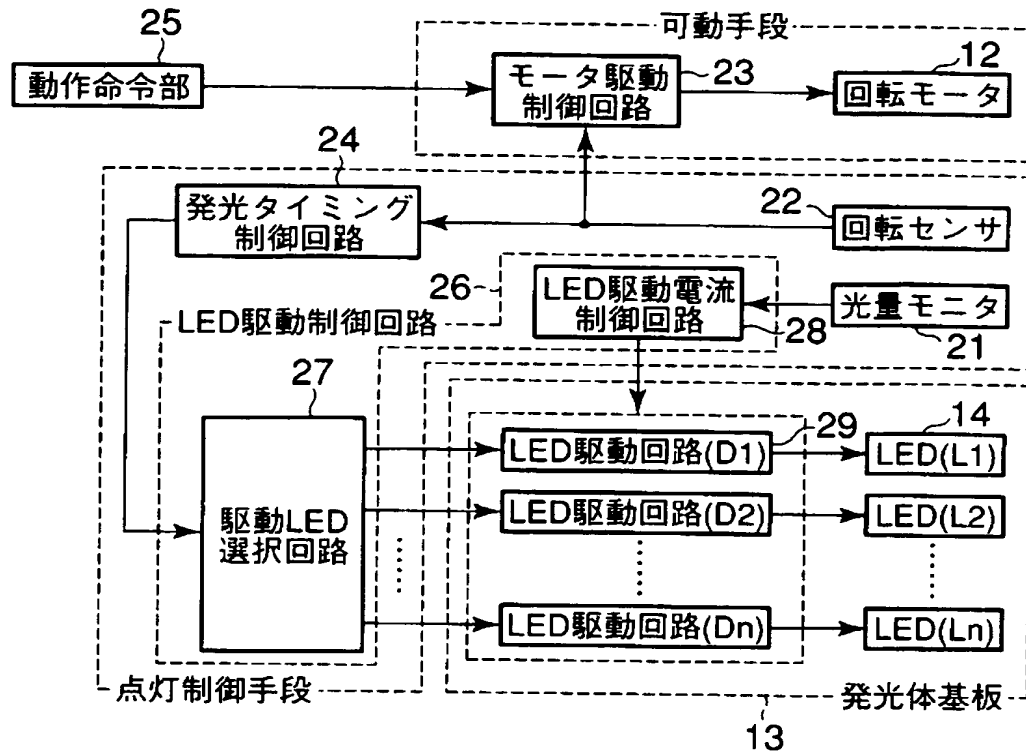 可動手段
25
動作命令部
モータ駆動
制御回路
23
12
回転モータ
24
発光タイミング
制御回路
22
回転センサ
26
LED駆動電流
制御回路
28
光量モニタ
21
LED駆動制御回路
27
駆動LED
選択回路
29
14
LED駆動回路(D1)
LED(L1)
LED駆動回路(D2)
LED(L2)
LED駆動回路(Dn)
LED(Ln)
点灯制御手段
発光体基板
13